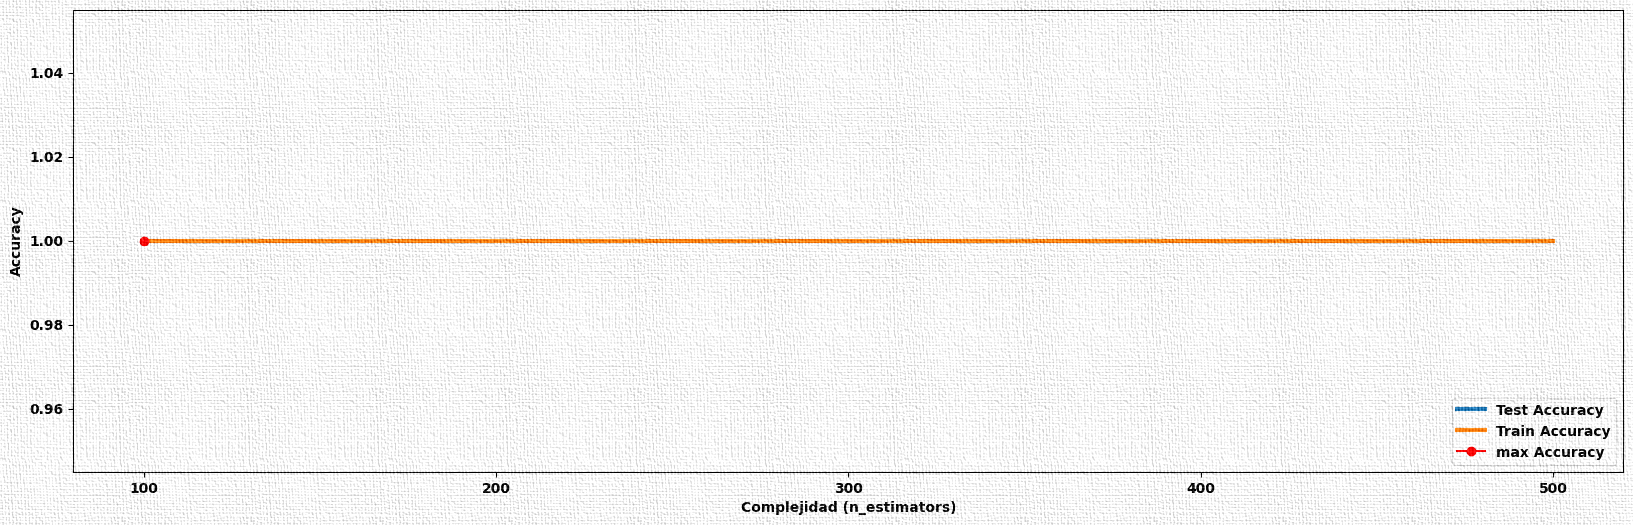 1.04
1.02
1.00
0.98
0.96
Accuracy
100 200 300 400 500
Complejidad (n_estimators)
Test Accuracy
Train Accuracy
max Accuracy